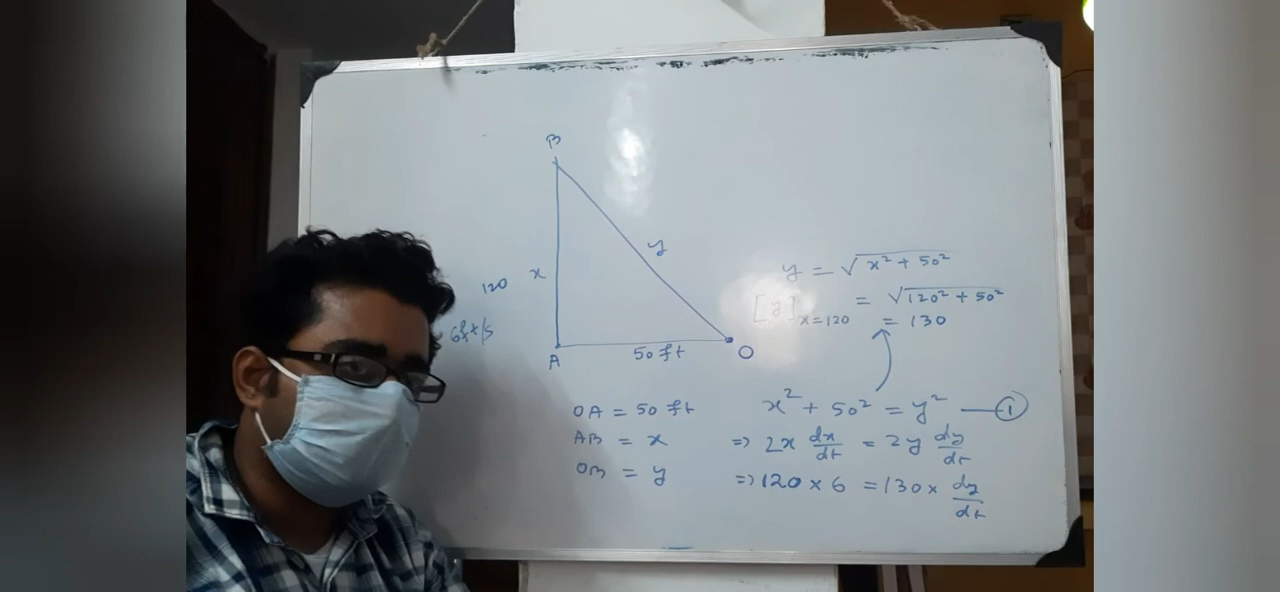 B
y
x
120
6ft/s
A
50 ft
O
y = √x² + 50²
[y]x=120 = √120² + 50²
= 130
OA = 50 ft
AB = x
OB = y
x² + 50² = y² — ①
⇒ 2x dx/dt = 2y dy/dt
⇒ 120 × 6 = 130 × dy/dt